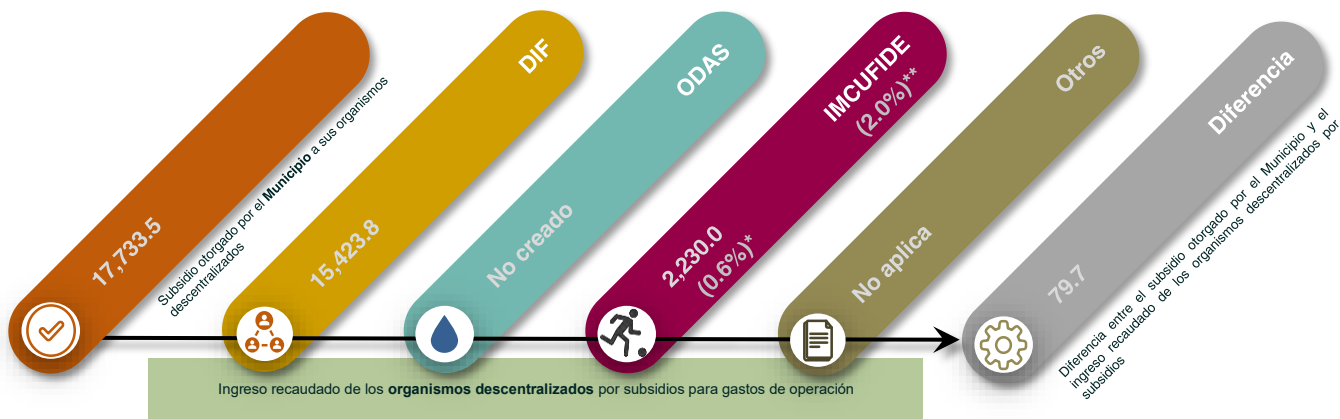 17,733.5
Subsidio otorgado por el Municipio a sus organismos
descentralizados
DIF
15,423.8
ODAS
No creado
IMCUFIDE
(2.0%)**
2,230.0
(0.6%)*
Otros
No aplica
Diferencia
79.7
Diferencia entre el subsidio otorgado por el Municipio y el
ingreso recaudado de los organismos descentralizados por
subsidios
Ingreso recaudado de los organismos descentralizados por subsidios para gastos de operación